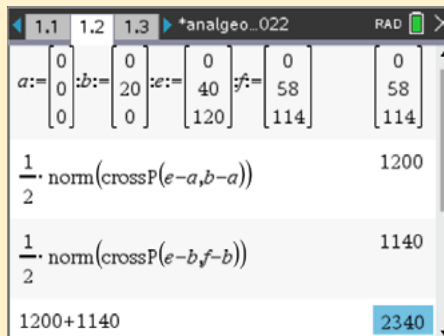 1.1 1.2 1.3 *analgeo…022 RAD
a:=[0 0 0]:b:=[0 20 0]:e:=[0 40 120]:f:=[0 58 114] [0 58 114]
1/2· norm(crossP(e−a,b−a)) 1200
1/2· norm(crossP(e−b,f−b)) 1140
1200+1140 2340